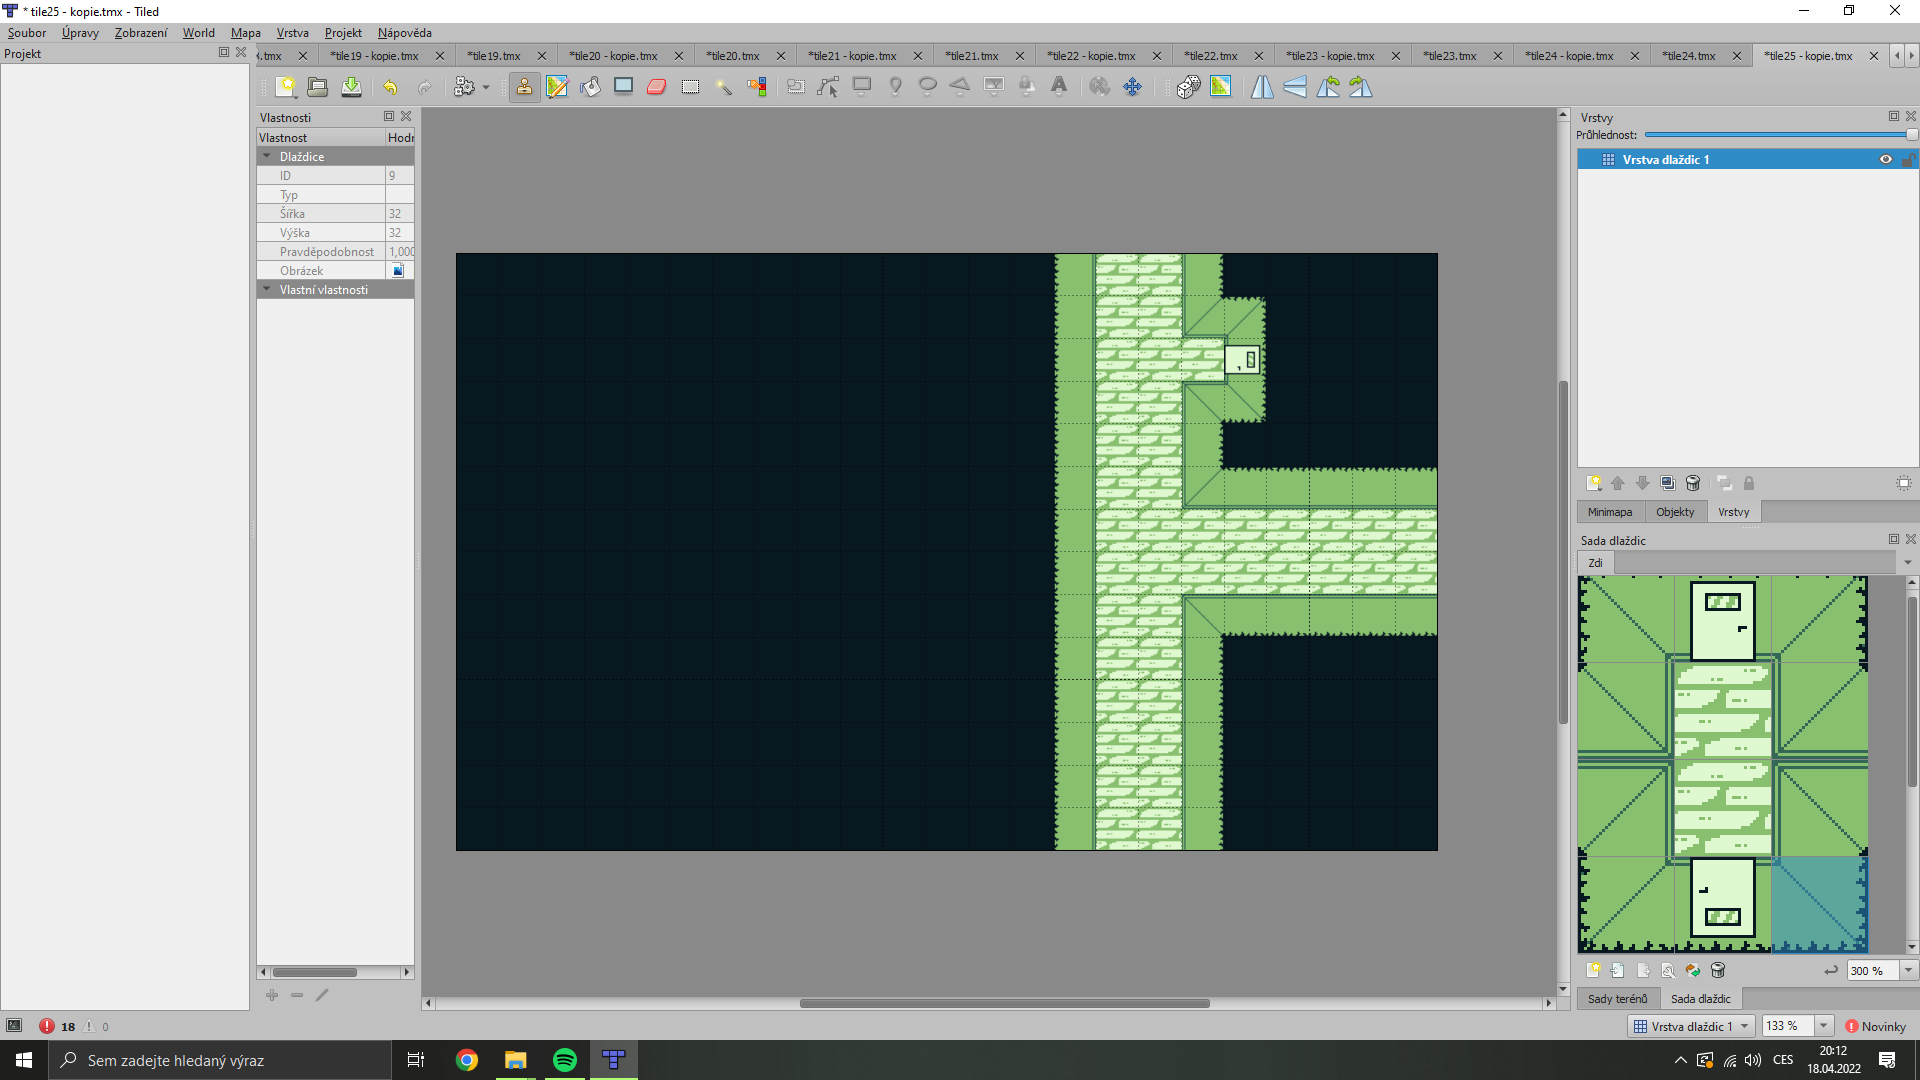 * tile25 - kopie.tmx - Tiled
Soubor Úpravy Zobrazení World Mapa Vrstva Projekt Nápověda
Projekt
.tmx *tile19 - kopie.tmx *tile19.tmx *tile20 - kopie.tmx *tile20.tmx *tile21 - kopie.tmx *tile21.tmx *tile22 - kopie.tmx *tile22.tmx *tile23 - kopie.tmx *tile23.tmx *tile24 - kopie.tmx *tile24.tmx *tile25 - kopie.tmx
Vlastnosti
Vlastnost Hodr
Dlaždice
ID 9
Typ
Šířka 32
Výška 32
Pravděpodobnost 1,000
Obrázek
Vlastní vlastnosti
Vrstvy
Průhlednost:
Vrstva dlaždic 1
Minimapa Objekty Vrstvy
Sada dlaždic
Zdi
300 %
Sady terénů Sada dlaždic
18 0
Vrstva dlaždic 1 133 % Novinky
Sem zadejte hledaný výraz
CES
20:12
18.04.2022